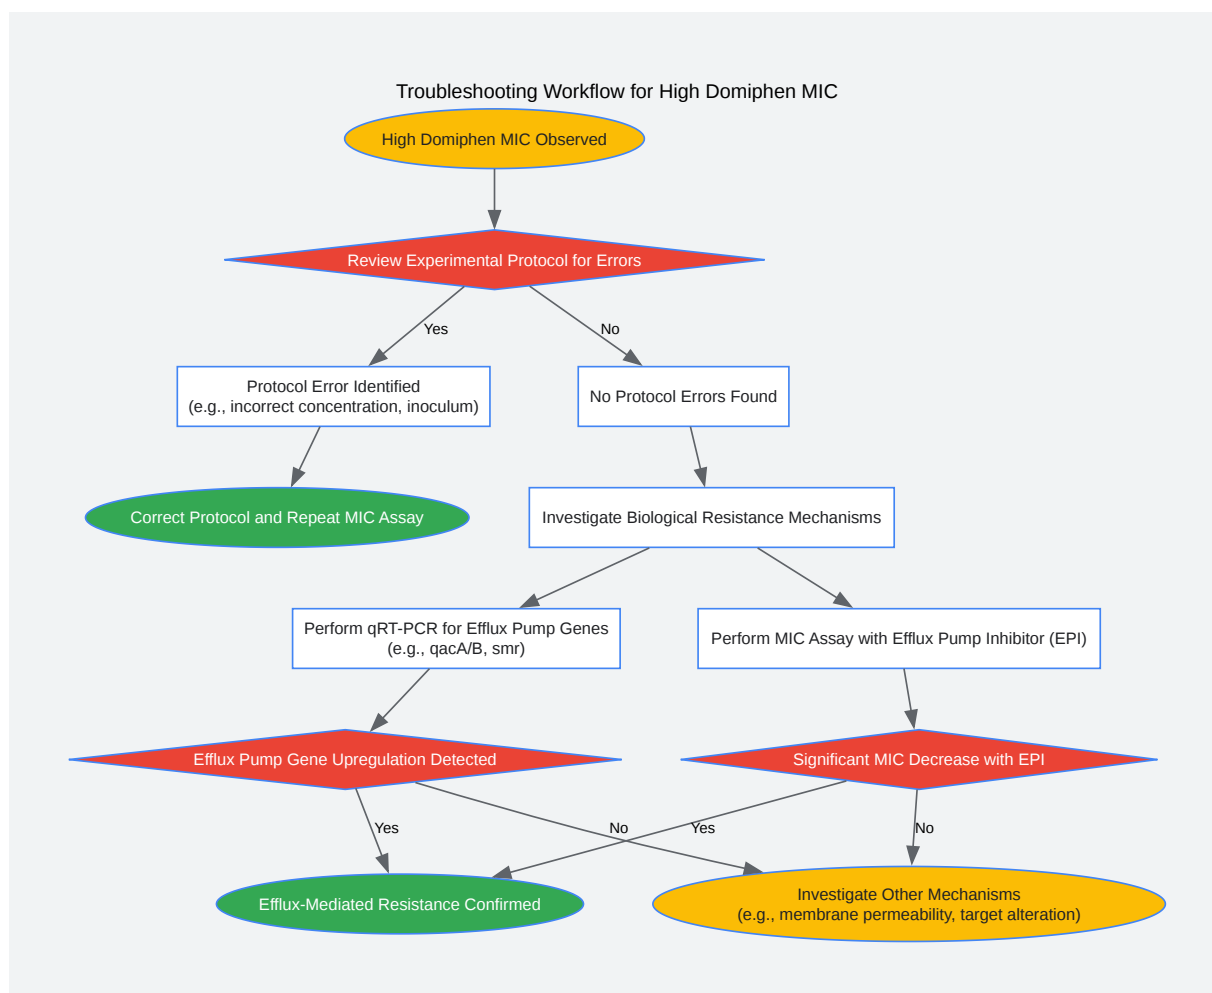 Troubleshooting Workflow for High Domiphen MIC
High Domiphen MIC Observed
Review Experimental Protocol for Errors
Yes
No
Protocol Error Identified
(e.g., incorrect concentration, inoculum)
No Protocol Errors Found
Correct Protocol and Repeat MIC Assay
Investigate Biological Resistance Mechanisms
Perform qRT-PCR for Efflux Pump Genes
(e.g., qacA/B, smr)
Perform MIC Assay with Efflux Pump Inhibitor (EPI)
Efflux Pump Gene Upregulation Detected
Significant MIC Decrease with EPI
Yes
No
Yes
No
Efflux-Mediated Resistance Confirmed
Investigate Other Mechanisms
(e.g., membrane permeability, target alteration)